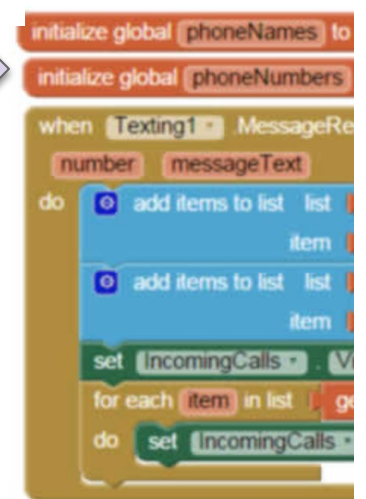 initialize global phoneNames to
initialize global phoneNumbers
when Texting1 .MessageRe
number messageText
do add items to list list
item
add items to list list
item
set IncomingCalls . Vi
for each item in list ge
do set IncomingCalls